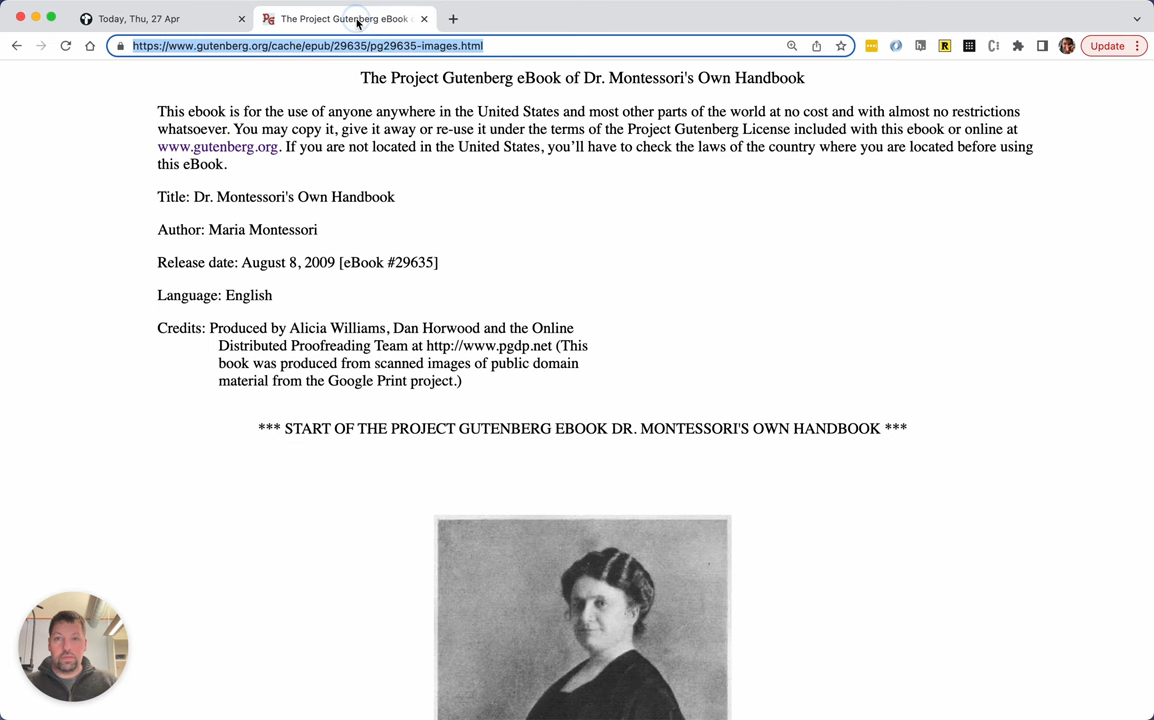 Today, Thu, 27 Apr
The Project Gutenberg eBook
https://www.gutenberg.org/cache/epub/29635/pg29635-images.html
Update
The Project Gutenberg eBook of Dr. Montessori's Own Handbook
This ebook is for the use of anyone anywhere in the United States and most other parts of the world at no cost and with almost no restrictions
whatsoever. You may copy it, give it away or re-use it under the terms of the Project Gutenberg License included with this ebook or online at
www.gutenberg.org. If you are not located in the United States, you’ll have to check the laws of the country where you are located before using
this eBook.
Title: Dr. Montessori's Own Handbook
Author: Maria Montessori
Release date: August 8, 2009 [eBook #29635]
Language: English
Credits: Produced by Alicia Williams, Dan Horwood and the Online
Distributed Proofreading Team at http://www.pgdp.net (This
book was produced from scanned images of public domain
material from the Google Print project.)
*** START OF THE PROJECT GUTENBERG EBOOK DR. MONTESSORI'S OWN HANDBOOK ***